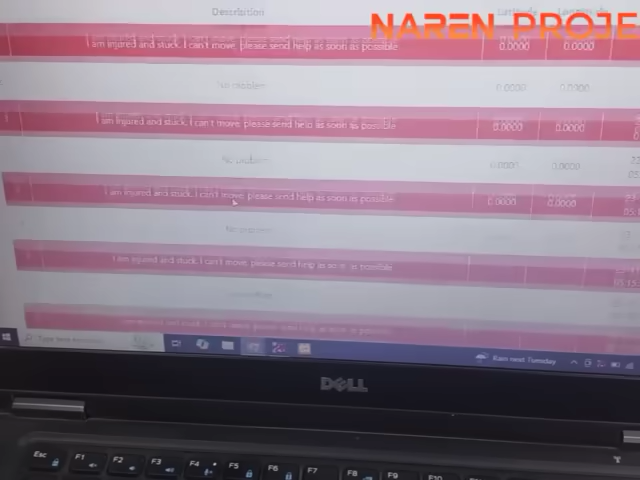 NAREN PROJE
Description
I am injured and stuck. I can't move, please send help as soon as possible 0.0000 0.0000
No problem 0.0000 0.0000
I am injured and stuck. I can't move, please send help as soon as possible 0.0000 0.0000
No problem 0.0000 0.0000
I am injured and stuck. I can't move, please send help as soon as possible 0.0000 0.0000
No problem
I am injured and stuck. I can't move, please send help as soon as possible
Type here
Rain next Tuesday
DELL
Esc F1 F2 F3 F4 F5 F6 F7 F8 F9 F10